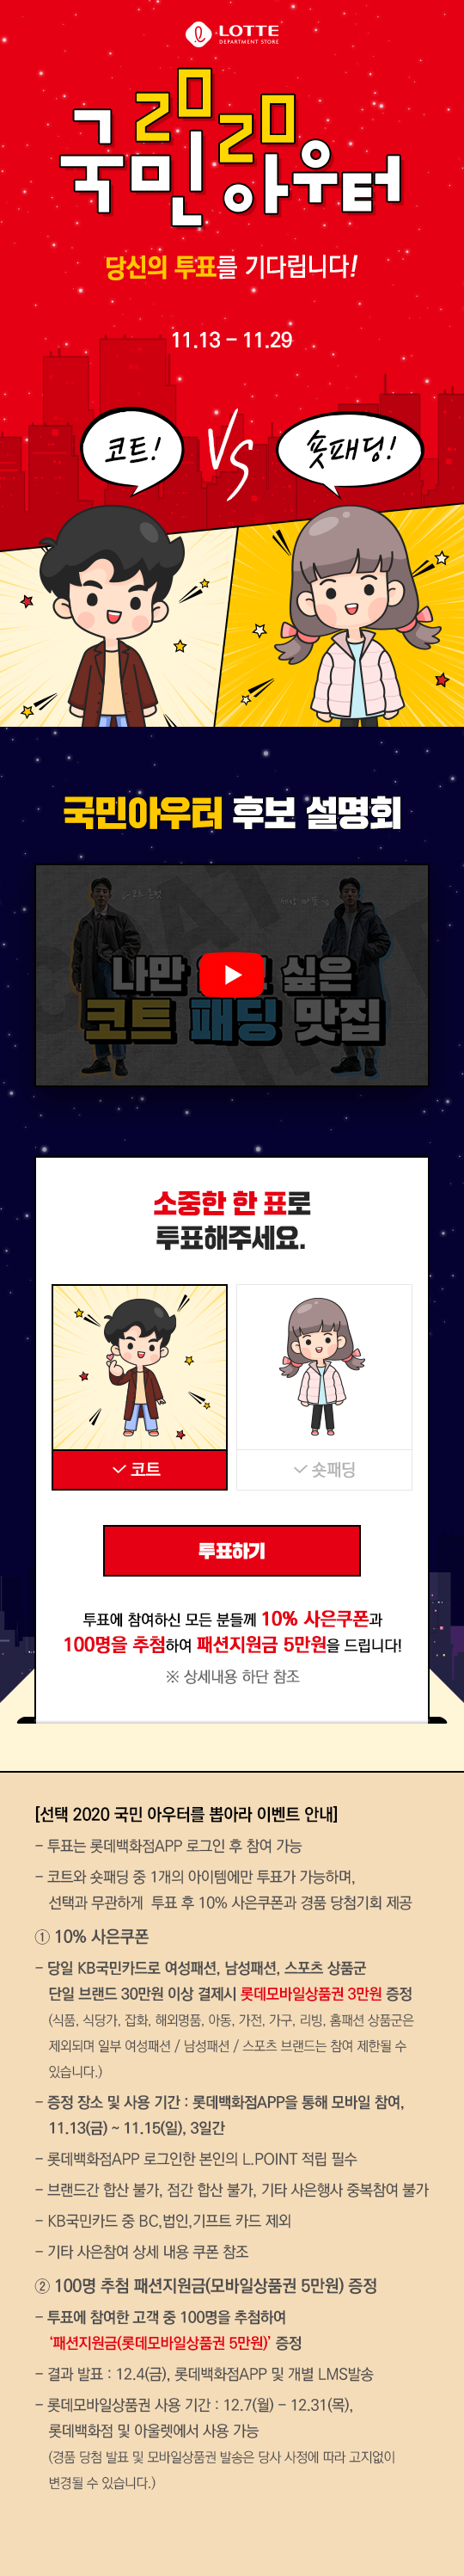 LOTTE
DEPARTMENT STORE
2020
국민아우터
당신의 투표를 기다립니다!
11.13 - 11.29
코트!
VS
숏패딩!
국민아우터 후보 설명회
나만 싶은
코트 패딩 맛집
소중한 한 표로
투표해주세요.
코트
숏패딩
투표하기
투표에 참여하신 모든 분들께 10% 사은쿠폰과
100명을 추첨하여 패션지원금 5만원을 드립니다!
※ 상세내용 하단 참조
[선택 2020 국민 아우터를 뽑아라 이벤트 안내]
- 투표는 롯데백화점APP 로그인 후 참여 가능
- 코트와 숏패딩 중 1개의 아이템에만 투표가 가능하며,
선택과 무관하게 투표 후 10% 사은쿠폰과 경품 당첨기회 제공
① 10% 사은쿠폰
- 당일 KB국민카드로 여성패션, 남성패션, 스포츠 상품군
단일 브랜드 30만원 이상 결제시 롯데모바일상품권 3만원 증정
(식품, 식당가, 잡화, 해외명품, 아동, 가전, 가구, 리빙, 홈패션 상품군은
제외되며 일부 여성패션 / 남성패션 / 스포츠 브랜드는 참여 제한될 수
있습니다.)
- 증정 장소 및 사용 기간 : 롯데백화점APP을 통해 모바일 참여,
11.13(금) ~ 11.15(일), 3일간
- 롯데백화점APP 로그인한 본인의 L.POINT 적립 필수
- 브랜드간 합산 불가, 점간 합산 불가, 기타 사은행사 중복참여 불가
- KB국민카드 중 BC,법인,기프트 카드 제외
- 기타 사은참여 상세 내용 쿠폰 참조
② 100명 추첨 패션지원금(모바일상품권 5만원) 증정
- 투표에 참여한 고객 중 100명을 추첨하여
‘패션지원금(롯데모바일상품권 5만원)’ 증정
- 결과 발표 : 12.4(금), 롯데백화점APP 및 개별 LMS발송
- 롯데모바일상품권 사용 기간 : 12.7(월) - 12.31(목),
롯데백화점 및 아울렛에서 사용 가능
(경품 당첨 발표 및 모바일상품권 발송은 당사 사정에 따라 고지없이
변경될 수 있습니다.)